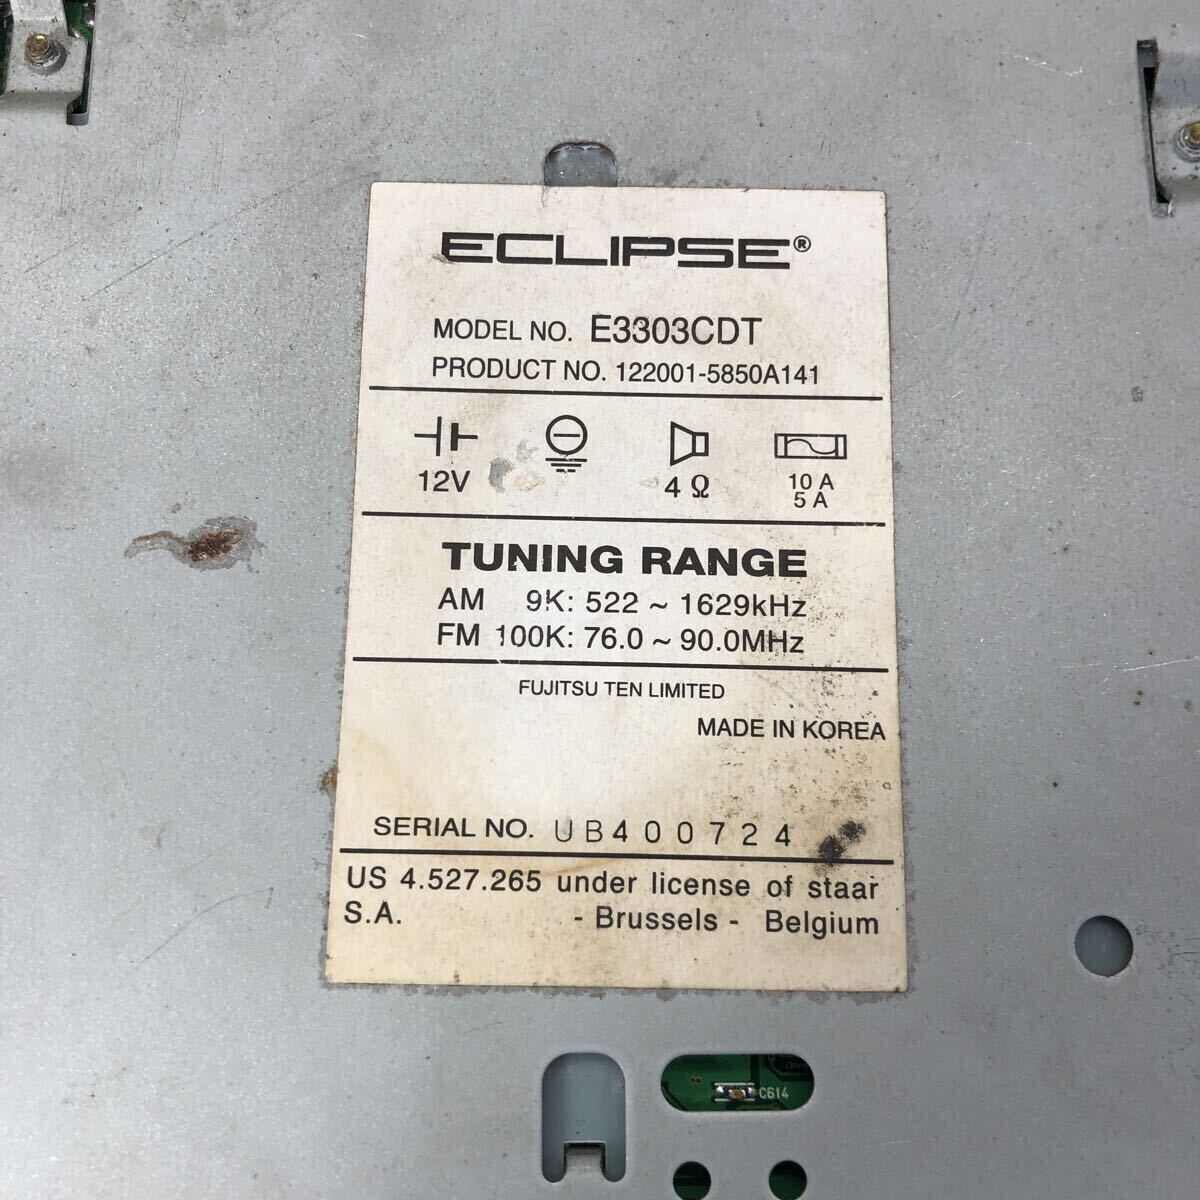 ECLIPSE®
MODEL NO. E3303CDT
PRODUCT NO. 122001-5850A141
12V
4 Ω
10 A
5 A
TUNING RANGE
AM 9K: 522 ~ 1629kHz
FM 100K: 76.0 ~ 90.0MHz
FUJITSU TEN LIMITED
MADE IN KOREA
SERIAL NO. UB400724
US 4.527.265 under license of staar
S.A. - Brussels - Belgium
C614